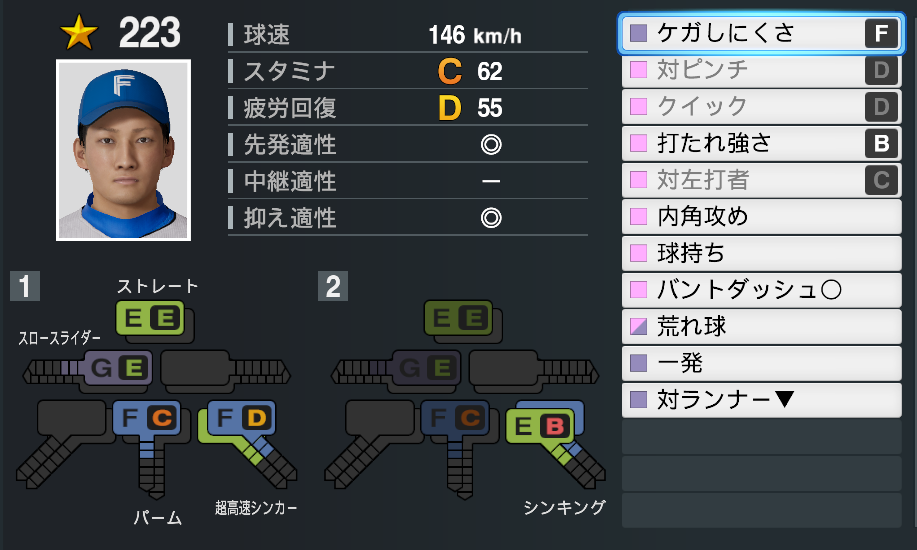 ★ 223
F
球速 146 km/h
スタミナ C 62
疲労回復 D 55
先発適性 ◎
中継適性 ー
抑え適性 ◎
ケガしにくさ F
対ピンチ D
クイック D
打たれ強さ B
対左打者 C
内角攻め
球持ち
バントダッシュ○
荒れ球
一発
対ランナー▼
1
ストレート
E E
スロースライダー
G E
F C
F D
パーム
超高速シンカー
2
E E
G E
F C
E B
シンキング